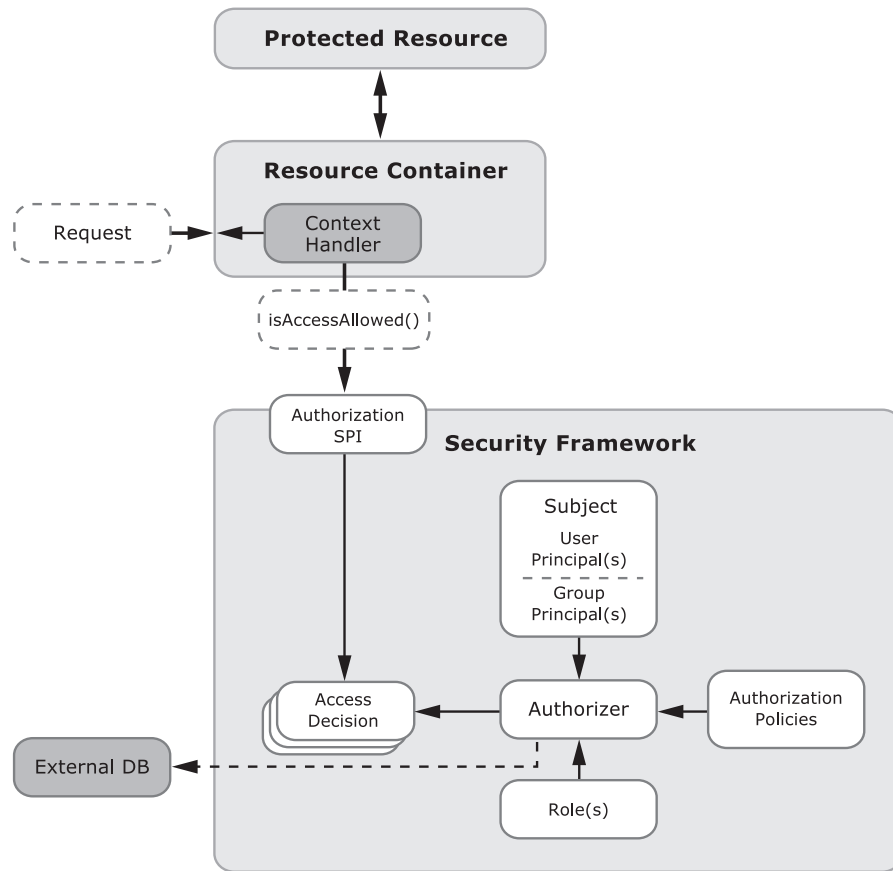 Protected Resource
Resource Container
Request
Context
Handler
isAccessAllowed()
Authorization
SPI
Security Framework
Subject
User
Principal(s)
Group
Principal(s)
Access
Decision
Authorizer
Authorization
Policies
External DB
Role(s)